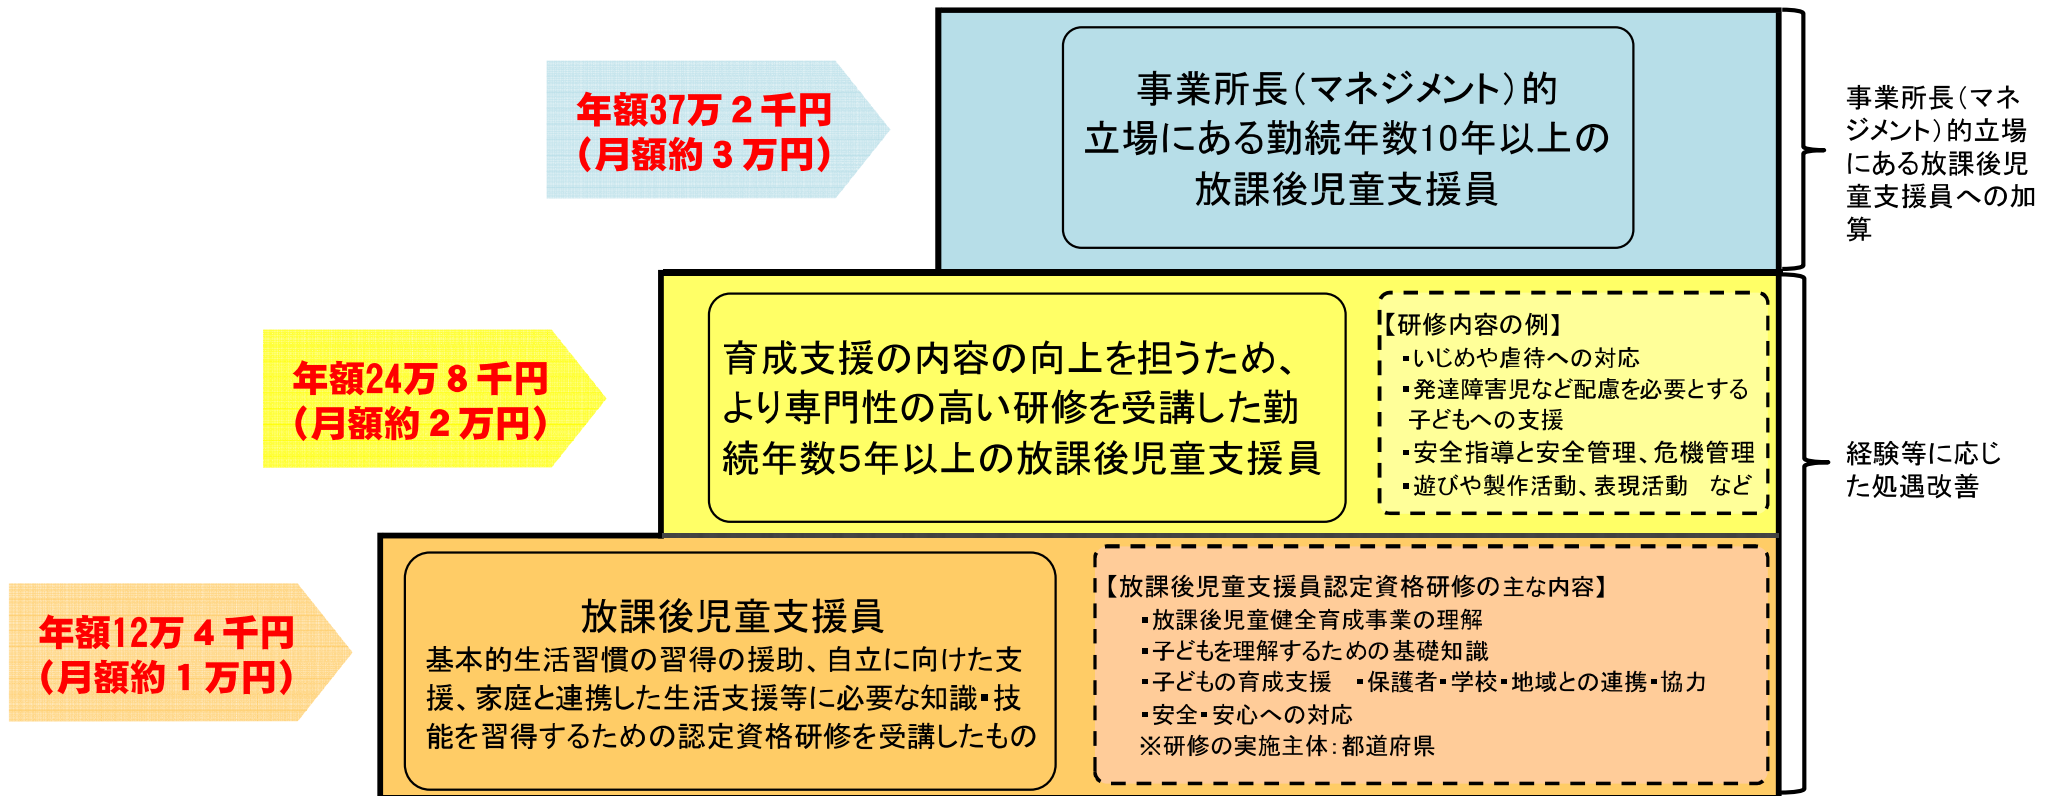 年額37万２千円
（月額約３万円）
事業所長（マネジメント）的
立場にある勤続年数10年以上の
放課後児童支援員
事業所長（マネ
ジメント）的立場
にある放課後児
童支援員への加
算
年額24万８千円
（月額約２万円）
育成支援の内容の向上を担うため、
より専門性の高い研修を受講した勤
続年数５年以上の放課後児童支援員
【研修内容の例】
・いじめや虐待への対応
・発達障害児など配慮を必要とする
子どもへの支援
・安全指導と安全管理、危機管理
・遊びや製作活動、表現活動　など
経験等に応じ
た処遇改善
年額12万４千円
（月額約１万円）
放課後児童支援員
基本的生活習慣の習得の援助、自立に向けた支
援、家庭と連携した生活支援等に必要な知識・技
能を習得するための認定資格研修を受講したもの
【放課後児童支援員認定資格研修の主な内容】
・放課後児童健全育成事業の理解
・子どもを理解するための基礎知識
・子どもの育成支援　・保護者・学校・地域との連携・協力
・安全・安心への対応
※研修の実施主体：都道府県